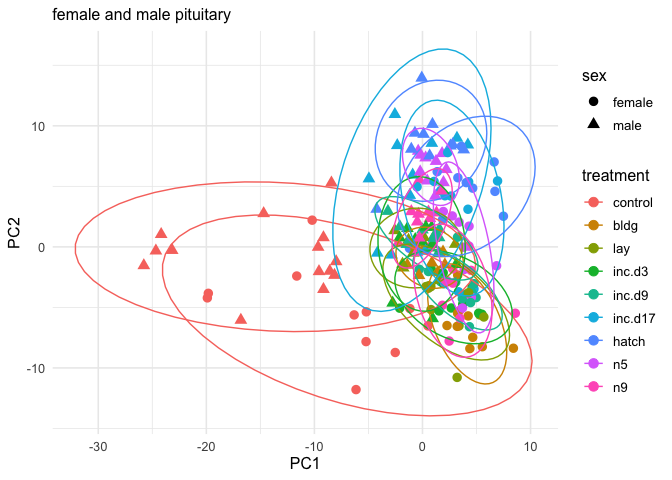 female and male pituitary
PC2
10
0
-10
-30
-20
-10
0
10
PC1
sex
female
male
treatment
control
bldg
lay
inc.d3
inc.d9
inc.d17
hatch
n5
n9